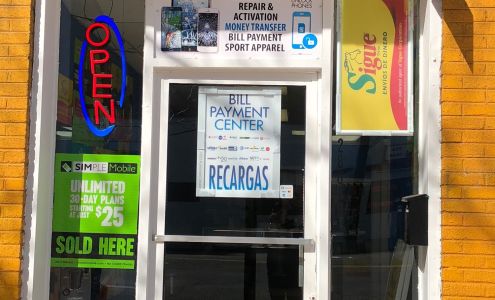 REPAIR &
ACTIVATION
MONEY TRANSFER
BILL PAYMENT
SPORT APPAREL
PHONES
OPEN
BILL
PAYMENT
CENTER
RECARGAS
Sigue
ENVIOS DE DINERO
SIMPLE Mobile
UNLIMITED
30-DAY PLANS
STARTING
AT JUST $25
SOLD HERE